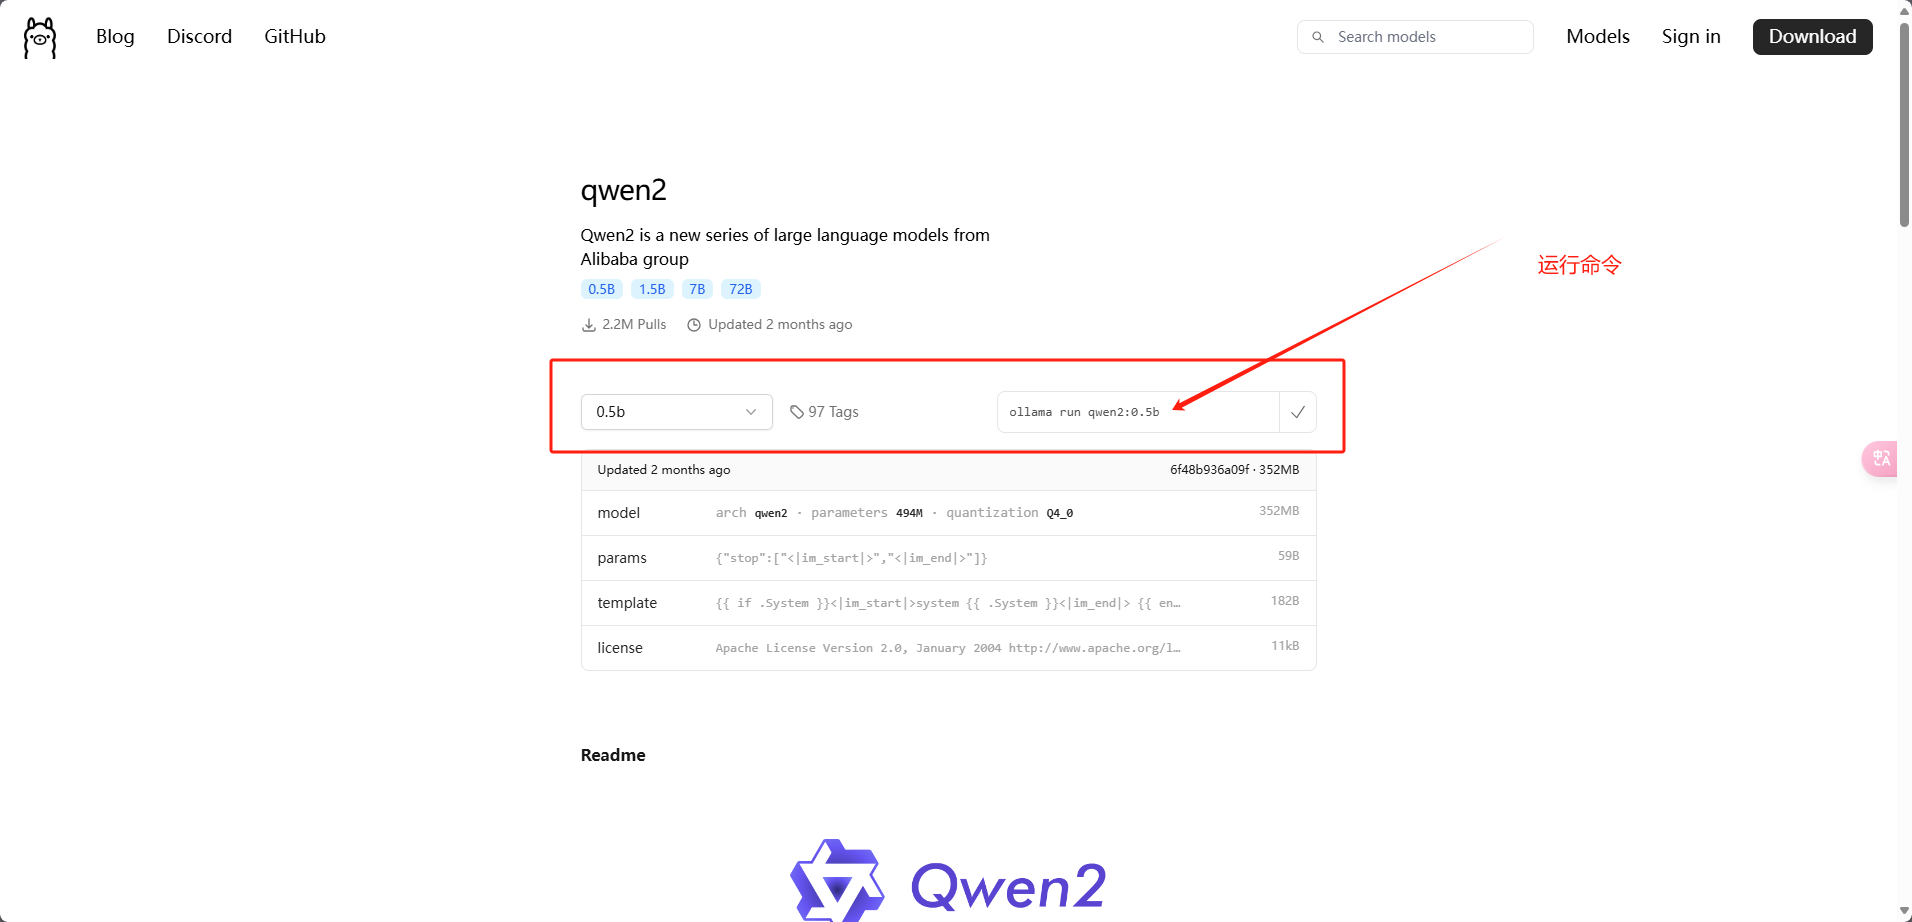 Blog Discord GitHub Search models Models Sign in Download
qwen2
Qwen2 is a new series of large language models from
Alibaba group
运行命令
0.5B 1.5B 7B 72B
2.2M Pulls Updated 2 months ago
0.5b 97 Tags ollama run qwen2:0.5b
Updated 2 months ago 6f48b936a09f · 352MB
中A
model arch qwen2 · parameters 494M · quantization Q4_0 352MB
params {"stop":["<|im_start|>","<|im_end|>"]} 59B
template {{ if .System }}<|im_start|>system {{ .System }}<|im_end|> {{ en… 182B
license Apache License Version 2.0, January 2004 http://www.apache.org/l… 11kB
Readme
Qwen2